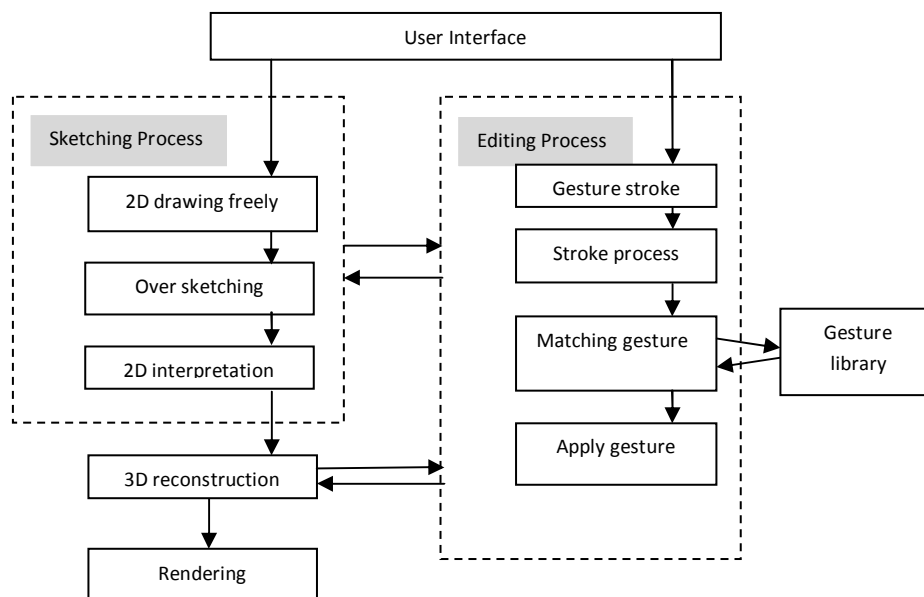 User Interface
Sketching Process
2D drawing freely
Over sketching
2D interpretation
3D reconstruction
Rendering
Editing Process
Gesture stroke
Stroke process
Matching gesture
Apply gesture
Gesture
library